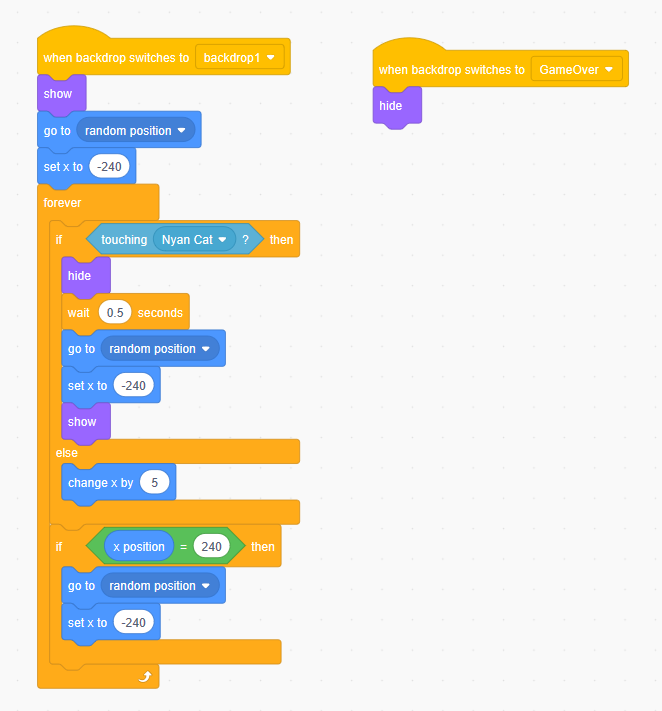 when backdrop switches to backdrop1
show
go to random position
set x to -240
forever
if touching Nyan Cat ? then
hide
wait 0.5 seconds
go to random position
set x to -240
show
else
change x by 5
if x position = 240 then
go to random position
set x to -240
when backdrop switches to GameOver
hide